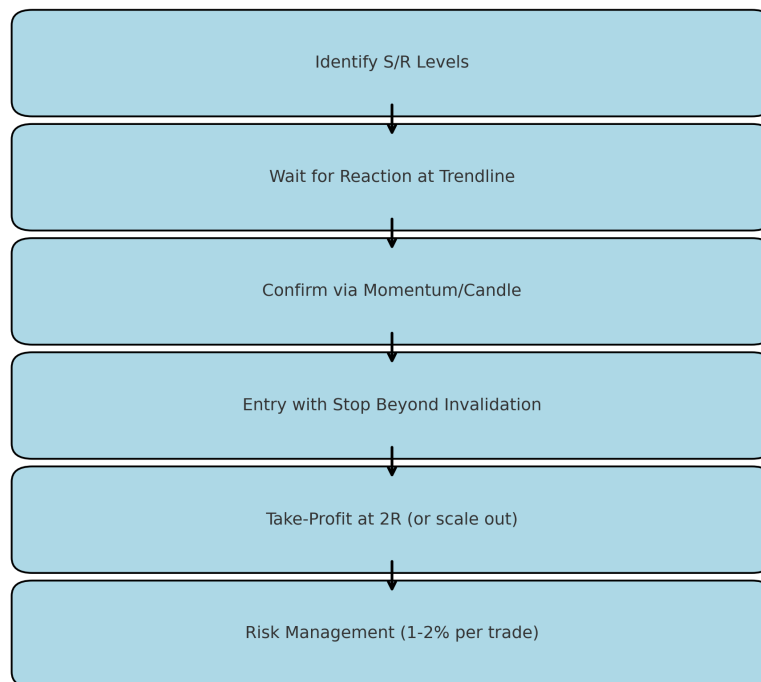 Identify S/R Levels
Wait for Reaction at Trendline
Confirm via Momentum/Candle
Entry with Stop Beyond Invalidation
Take-Profit at 2R (or scale out)
Risk Management (1-2% per trade)